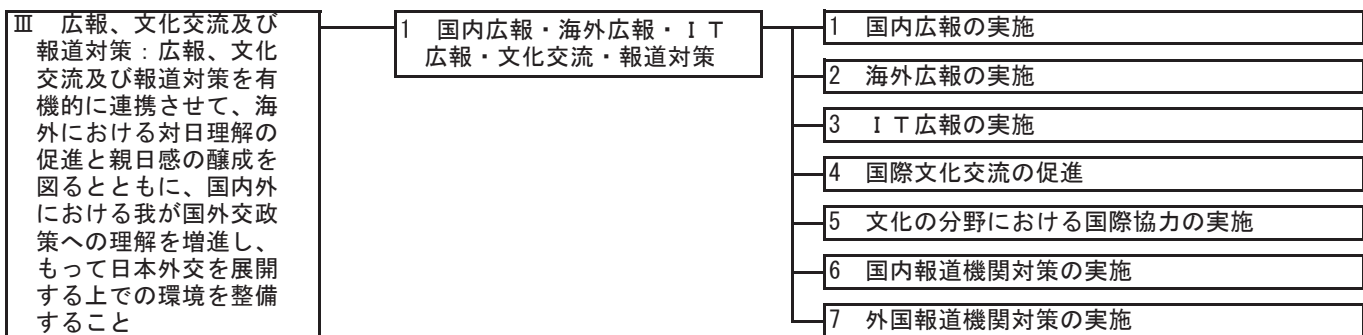 Ⅲ 広報、文化交流及び
報道対策：広報、文化
交流及び報道対策を有
機的に連携させて、海
外における対日理解の
促進と親日感の醸成を
図るとともに、国内外
における我が国外交政
策への理解を増進し、
もって日本外交を展開
する上での環境を整備
すること
1 国内広報・海外広報・ＩＴ
広報・文化交流・報道対策
1 国内広報の実施
2 海外広報の実施
3 ＩＴ広報の実施
4 国際文化交流の促進
5 文化の分野における国際協力の実施
6 国内報道機関対策の実施
7 外国報道機関対策の実施